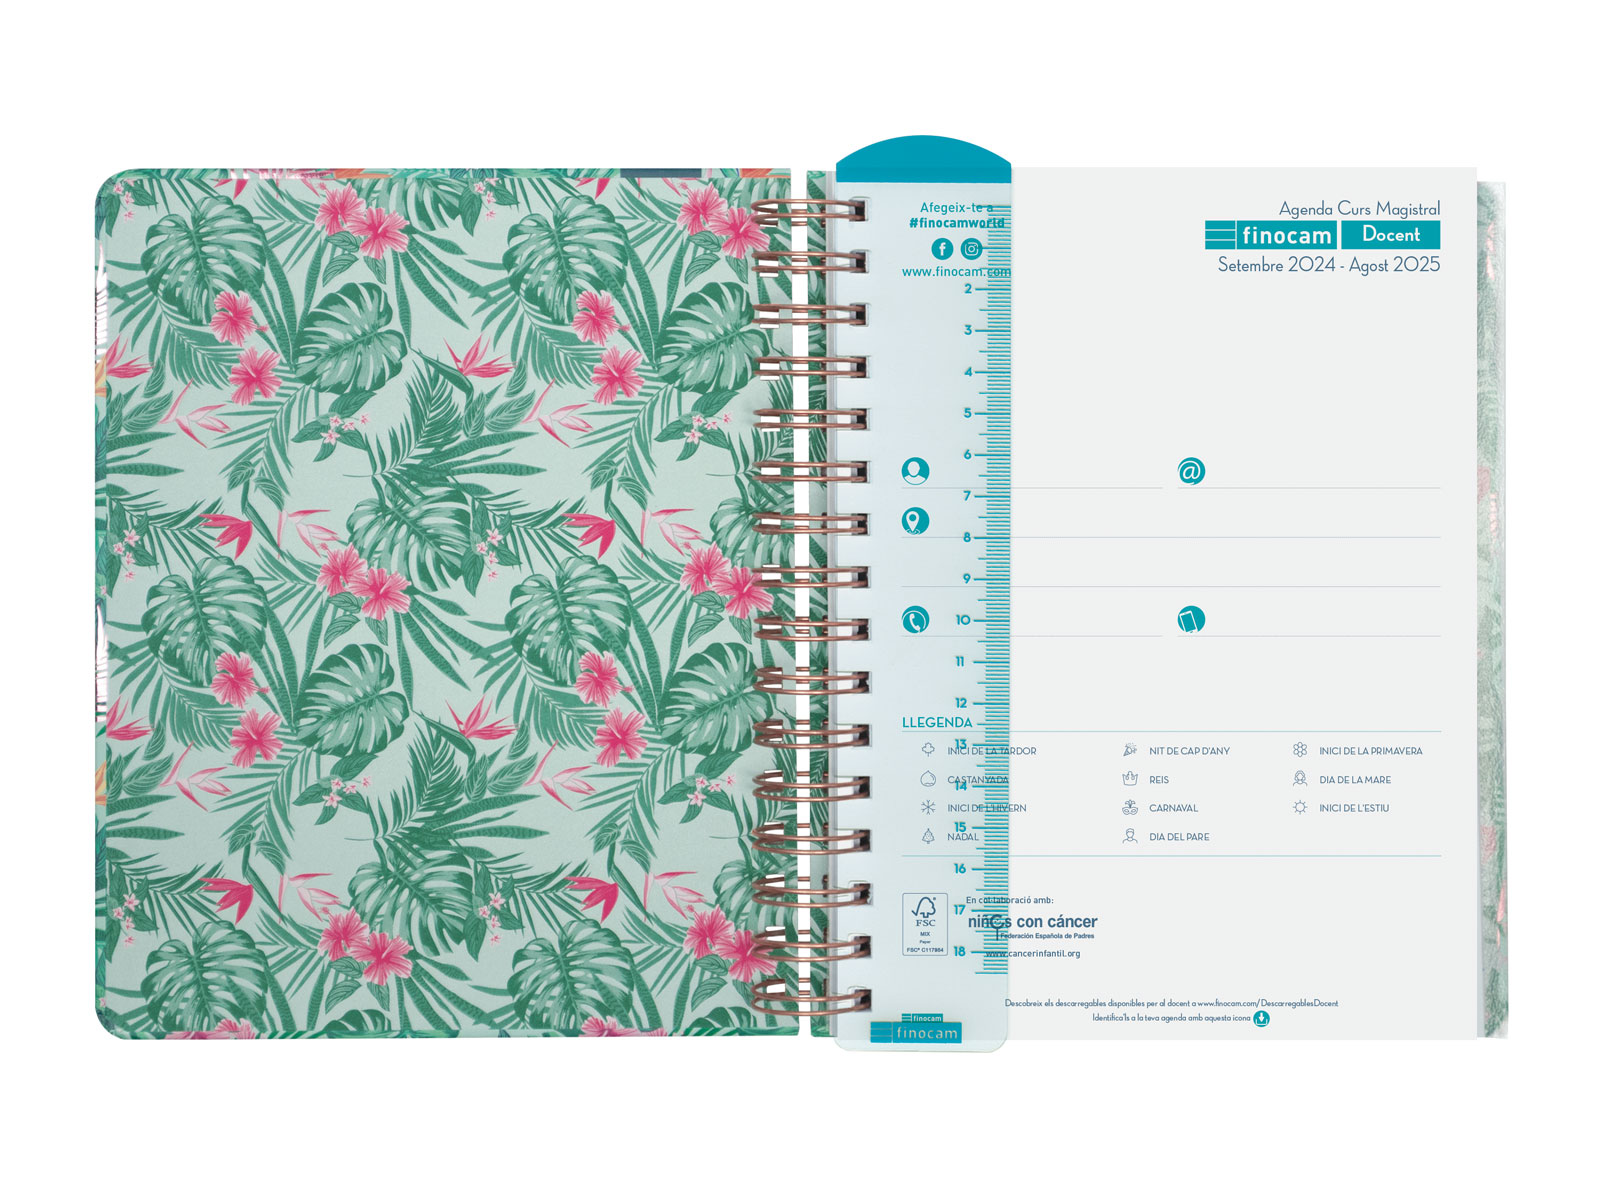 Afegeix-te a
#finocamworld
www.finocam.com
Agenda Curs Magistral
finocam Docent
Setembre 2024 - Agost 2025
2
3
4
5
6
7
8
9
10
11
12
13
14
15
16
17
18
LLEGENDA
INICI DE LA TARDOR
NIT DE CAP D'ANY
INICI DE LA PRIMAVERA
CASTANYADA
REIS
DIA DE LA MARE
INICI DE L'HIVERN
CARNAVAL
INICI DE L'ESTIU
NADAL
DIA DEL PARE
FSC
MIX
Paper
FSC® C117984
En col·laboració amb:
niños con cáncer
Federación Española de Padres
www.cancerinfantil.org
Descobreix els descarregables disponibles per al docent a www.finocam.com/DescarregablesDocent
Identifica'ls a la teva agenda amb aquesta icona
finocam
finocam